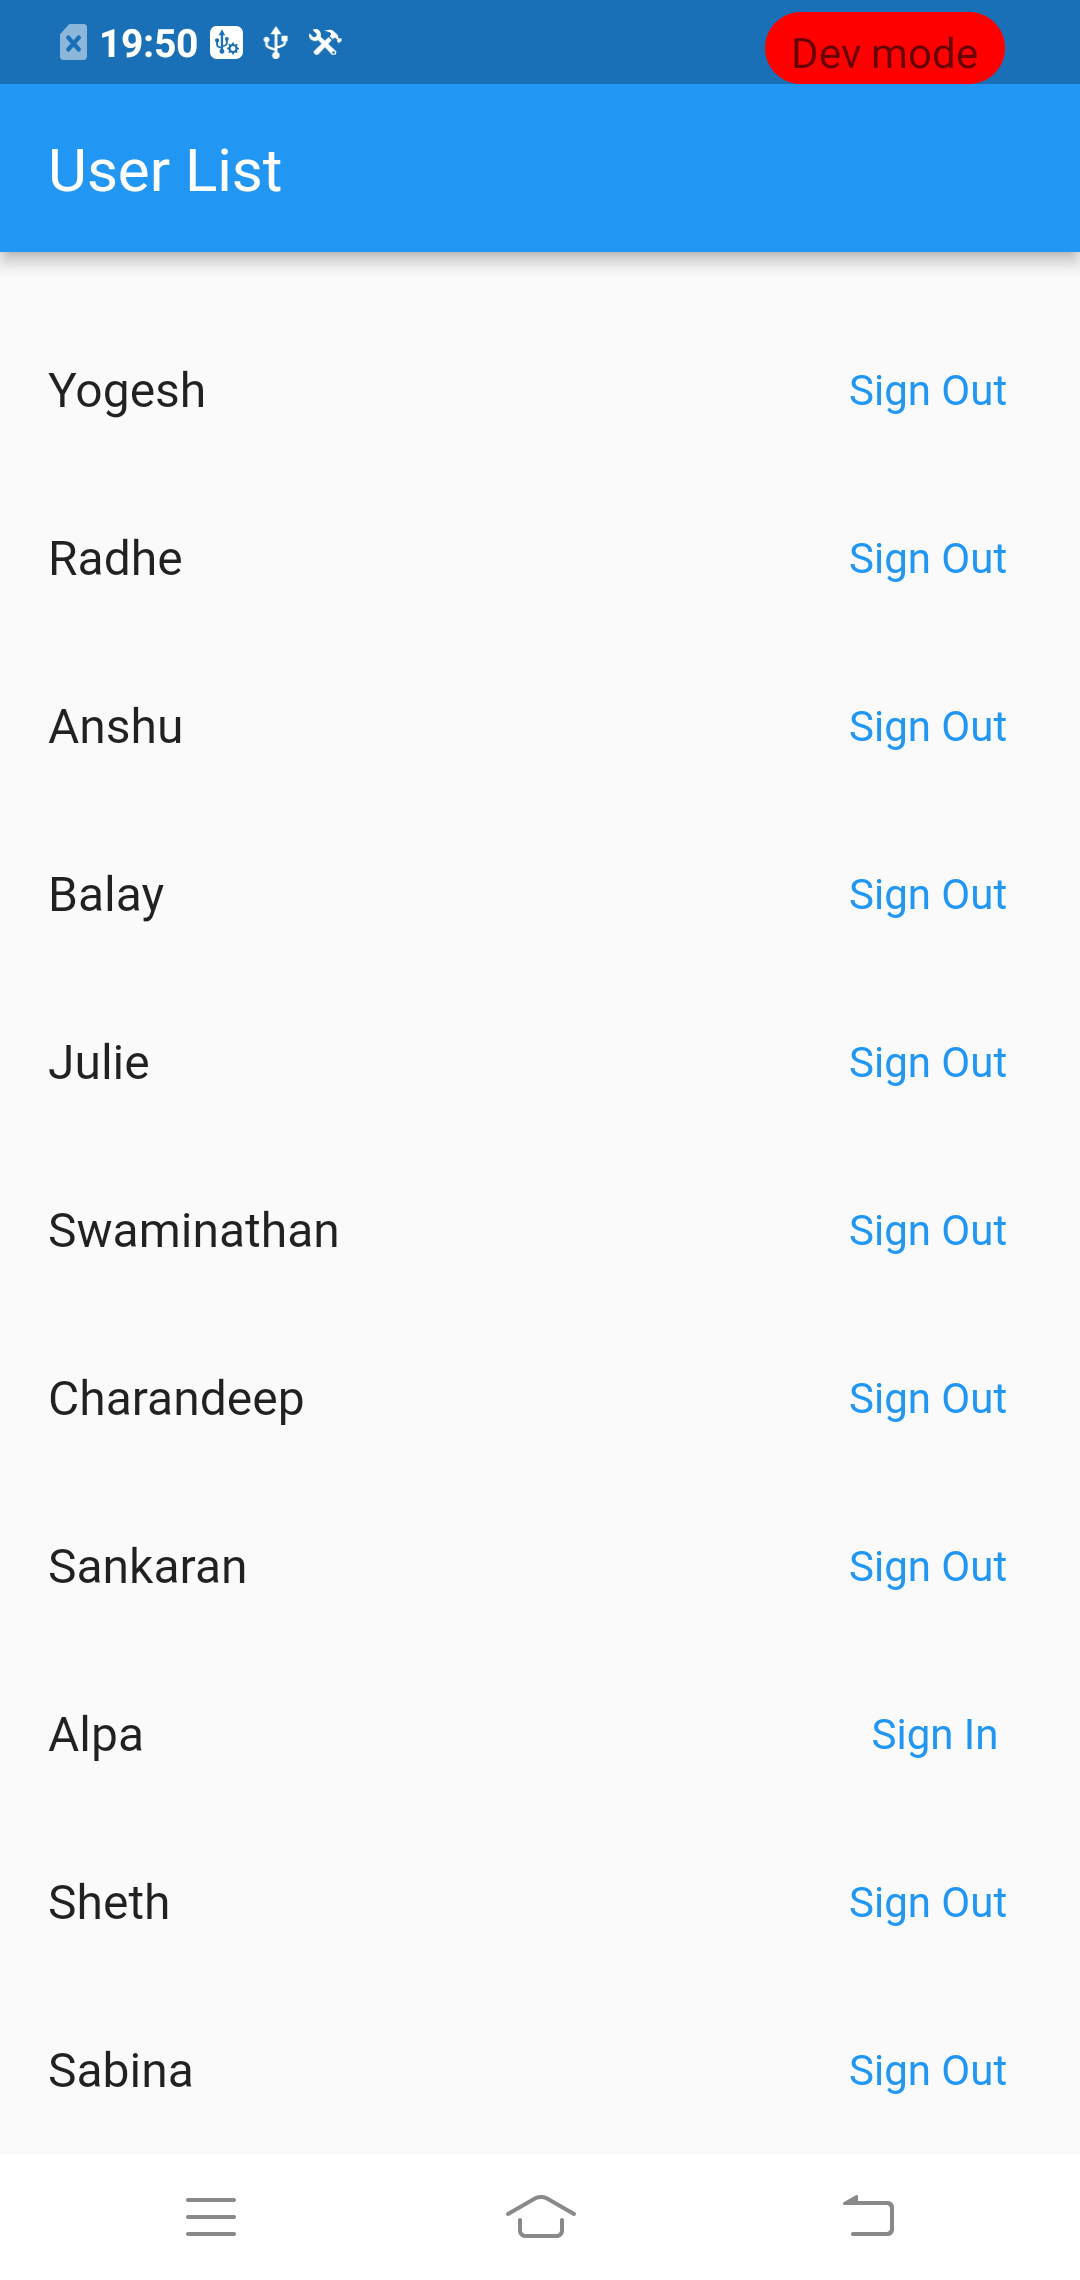 19:50
Dev mode
User List
Yogesh Sign Out
Radhe Sign Out
Anshu Sign Out
Balay Sign Out
Julie Sign Out
Swaminathan Sign Out
Charandeep Sign Out
Sankaran Sign Out
Alpa Sign In
Sheth Sign Out
Sabina Sign Out